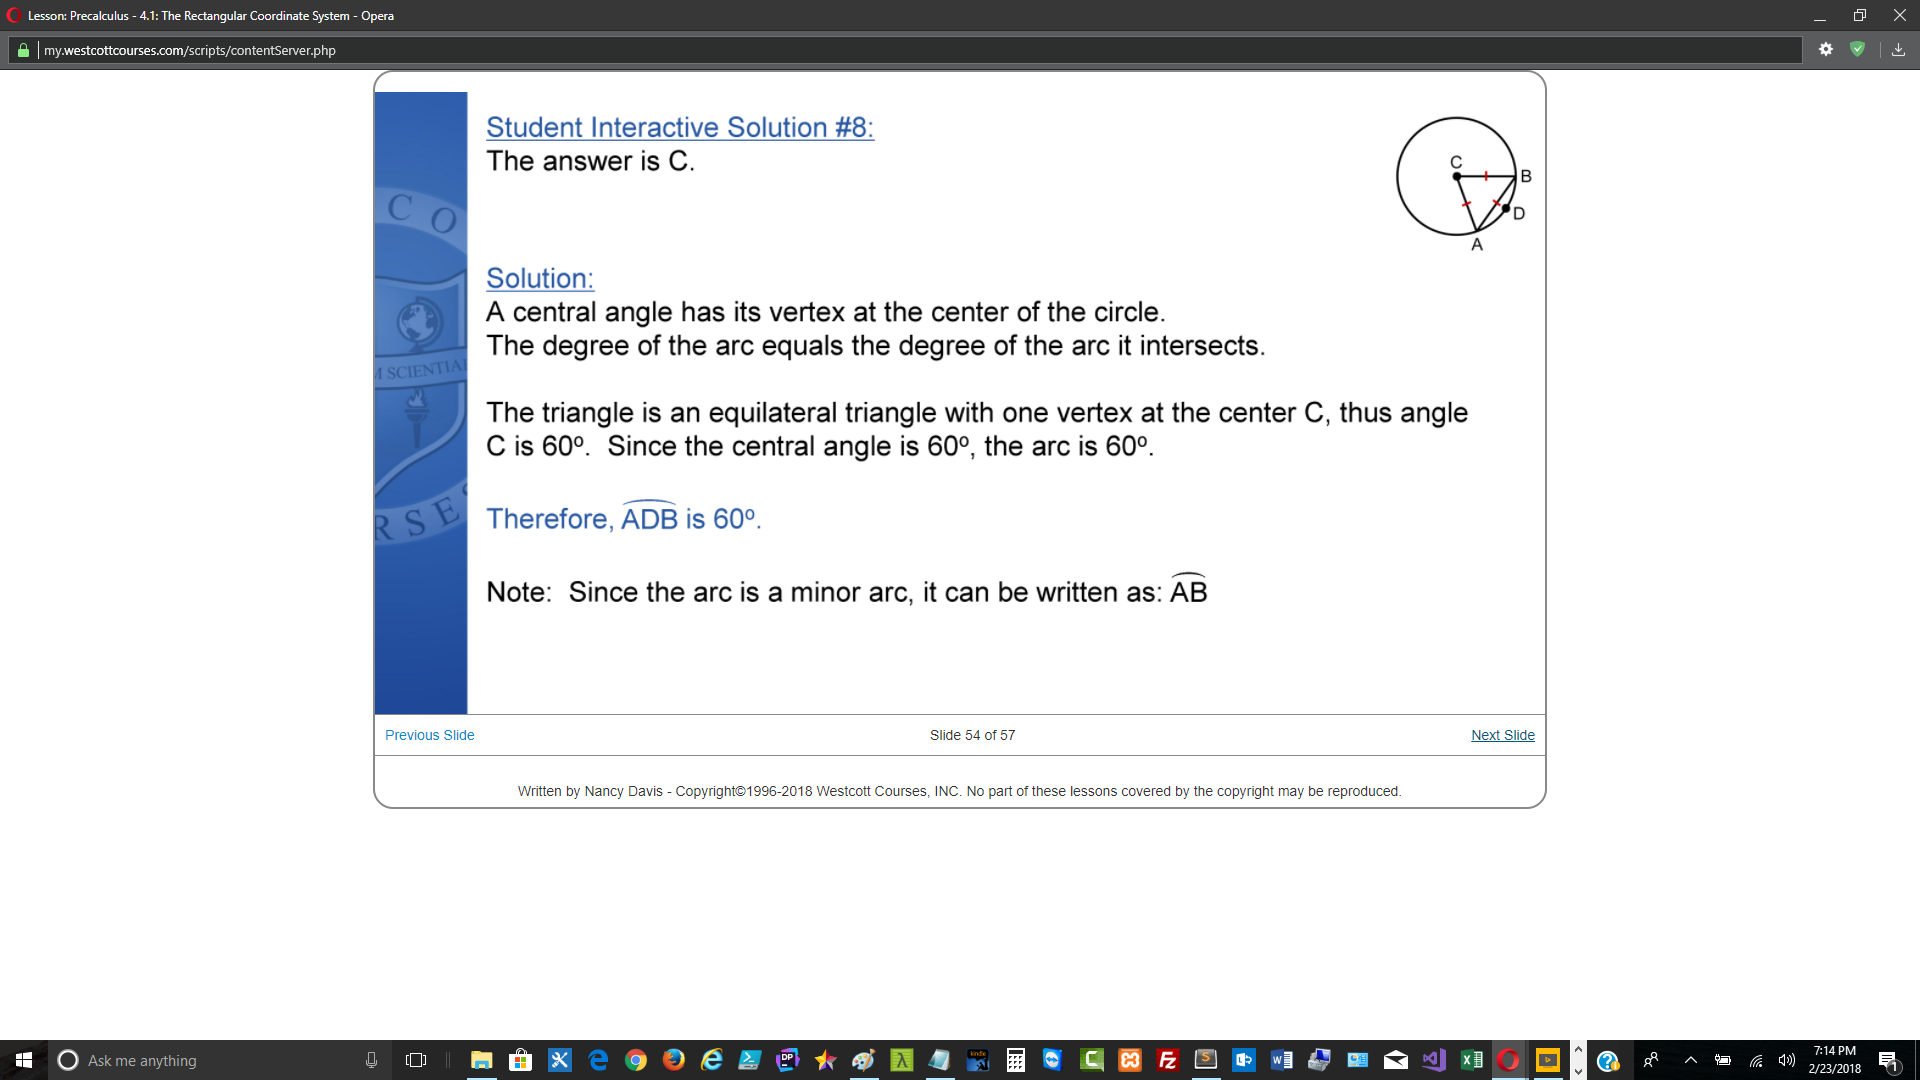 Lesson: Precalculus - 4.1: The Rectangular Coordinate System - Opera
my.westcottcourses.com/scripts/contentServer.php
Student Interactive Solution #8:
The answer is C.
C
B
D
A
C O
M SCIENTIA
R S E S
Solution:
A central angle has its vertex at the center of the circle.
The degree of the arc equals the degree of the arc it intersects.
The triangle is an equilateral triangle with one vertex at the center C, thus angle
C is 60º. Since the central angle is 60º, the arc is 60º.
Therefore, ADB is 60º.
Note: Since the arc is a minor arc, it can be written as: AB
Previous Slide
Slide 54 of 57
Next Slide
Written by Nancy Davis - Copyright©1996-2018 Westcott Courses, INC. No part of these lessons covered by the copyright may be reproduced.
Ask me anything
7:14 PM
2/23/2018
1